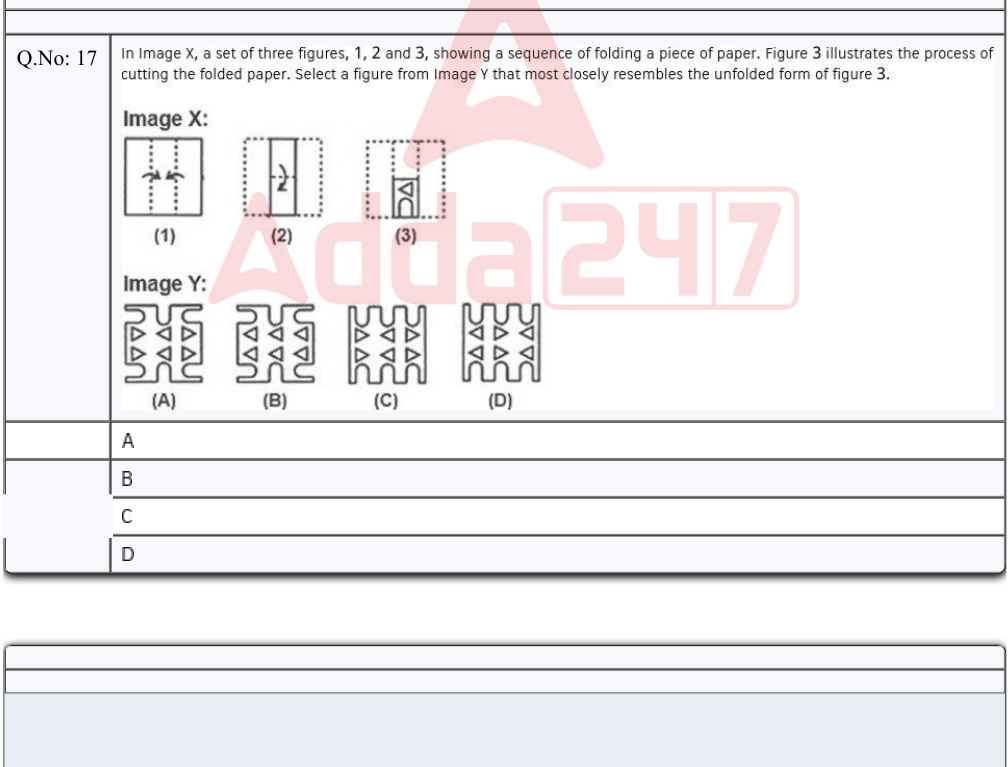 Q.No: 17
In Image X, a set of three figures, 1, 2 and 3, showing a sequence of folding a piece of paper. Figure 3 illustrates the process of
cutting the folded paper. Select a figure from Image Y that most closely resembles the unfolded form of figure 3.
Image X:
(1) (2) (3)
Adda247
Image Y:
(A) (B) (C) (D)
A
B
C
D